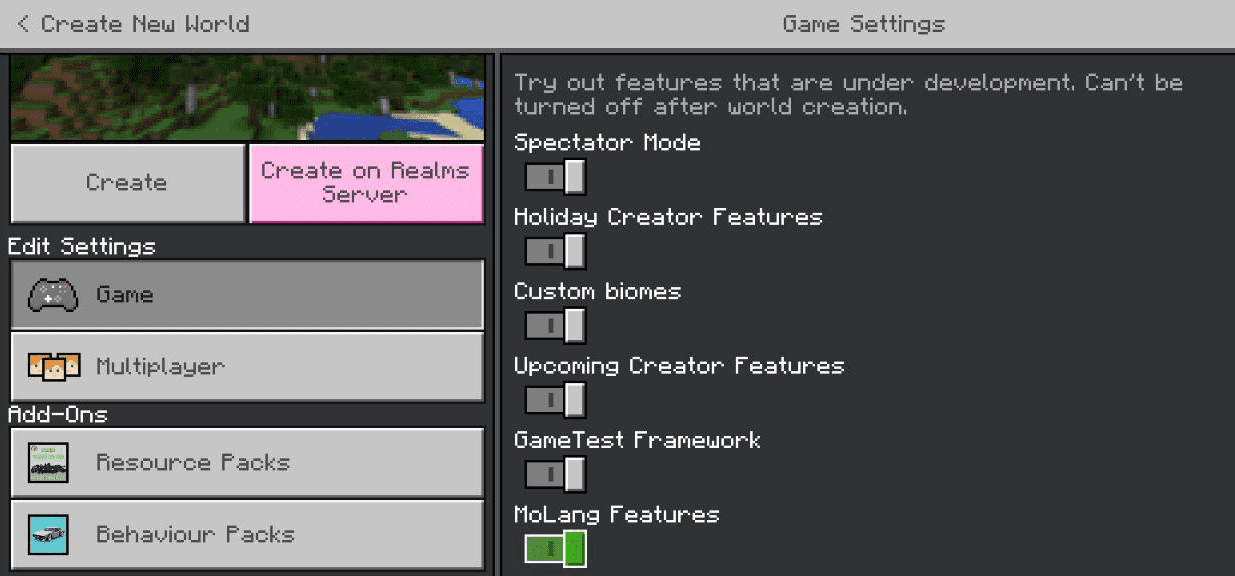 Create New World
Game Settings
Create
Create on Realms
Server
Edit Settings
Game
Multiplayer
Add-Ons
Resource Packs
Behaviour Packs
Try out features that are under development. Can't be
turned off after world creation.
Spectator Mode
Holiday Creator Features
Custom biomes
Upcoming Creator Features
GameTest Framework
MoLang Features